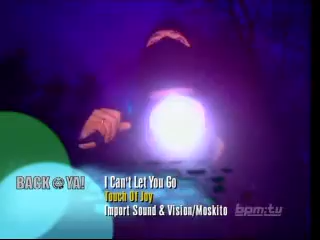 BACK @ YA!
I Can't Let You Go
Touch Of Joy
Import Sound & Vision/Moskito
bpm:tv